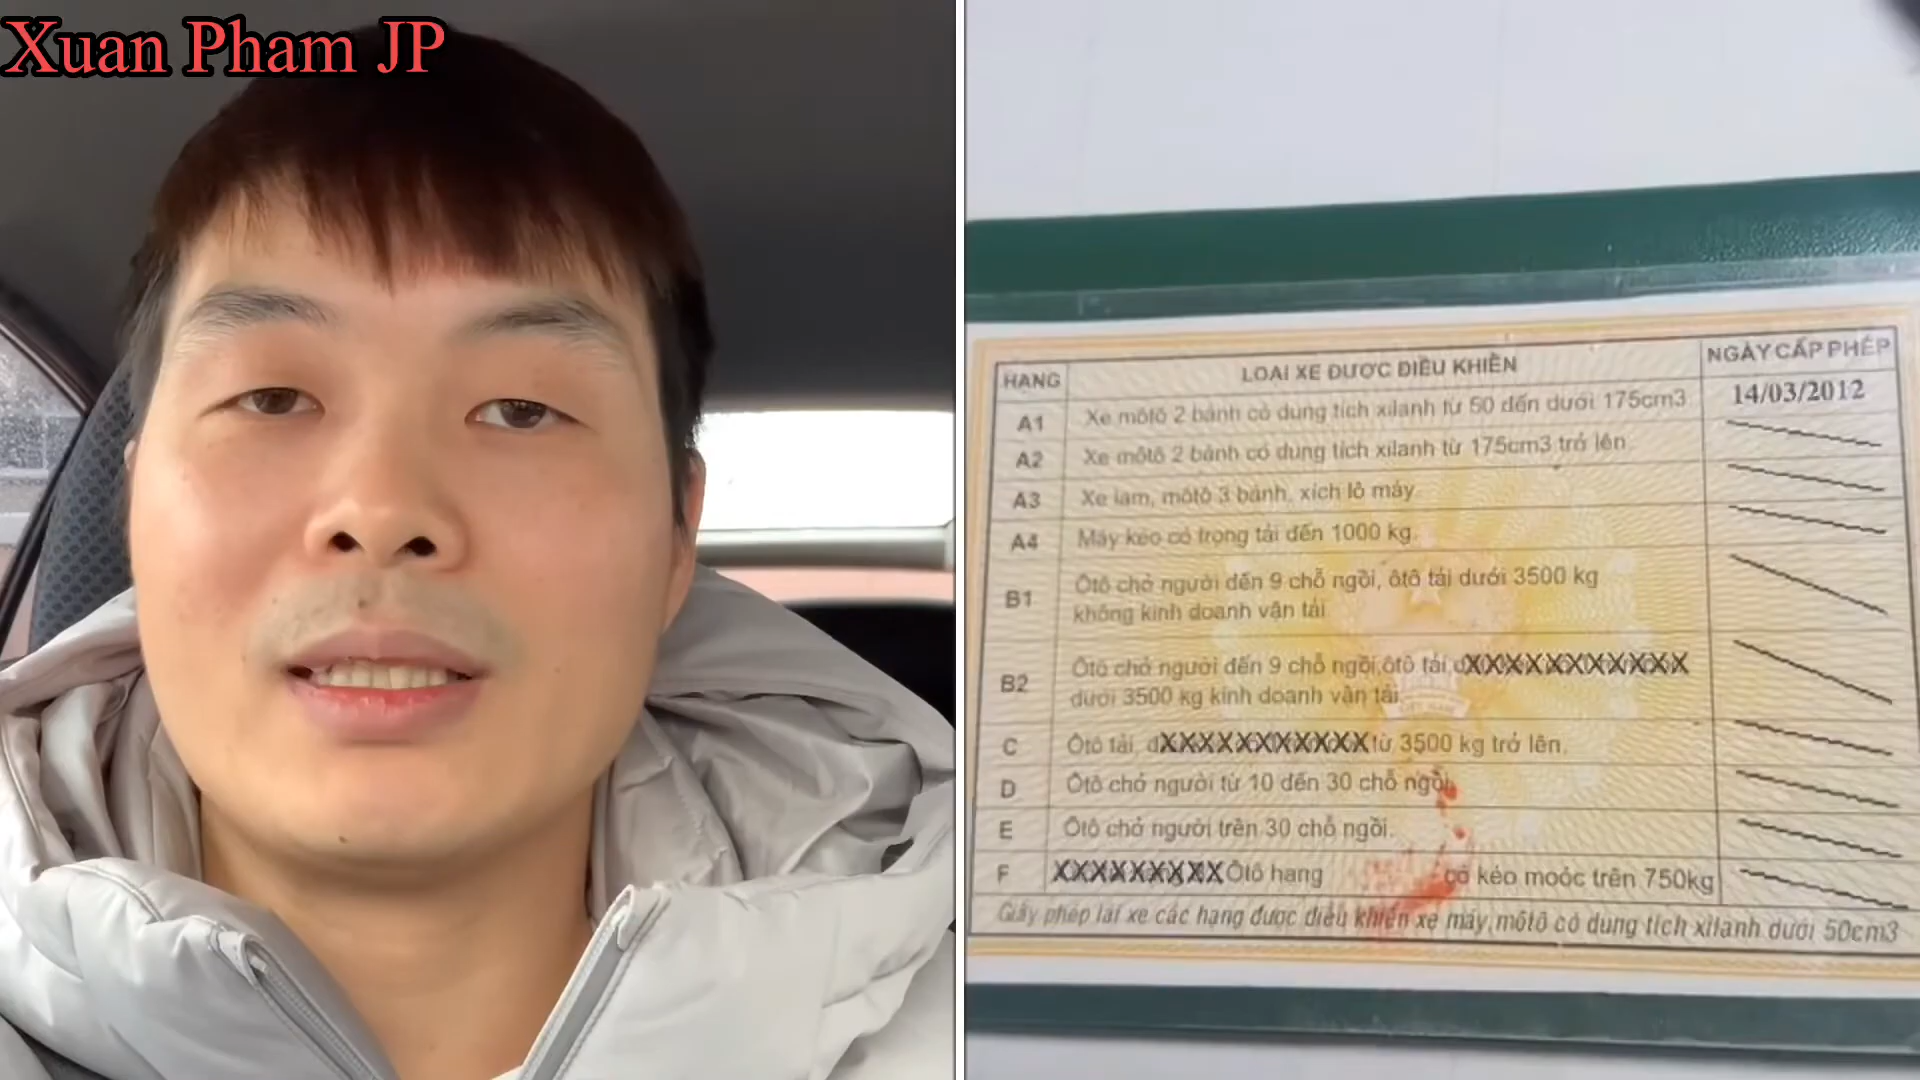 Xuan Pham JP
HẠNG LOẠI XE ĐƯỢC ĐIỀU KHIỂN NGÀY CẤP PHÉP
A1 Xe môtô 2 bánh có dung tích xilanh từ 50 đến dưới 175cm3 14/03/2012
A2 Xe môtô 2 bánh có dung tích xilanh từ 175cm3 trở lên
A3 Xe lam, môtô 3 bánh, xích lô máy
A4 Máy kéo có trọng tải đến 1000 kg.
B1 Ôtô chở người đến 9 chỗ ngồi, ôtô tải dưới 3500 kg
không kinh doanh vận tải
B2 Ôtô chở người đến 9 chỗ ngồi,ôtô tải,dXXXXXXXXXXXX
dưới 3500 kg kinh doanh vận tải
C Ôtô tải, dXXXXXXXXXXXtừ 3500 kg trở lên.
D Ôtô chở người từ 10 đến 30 chỗ ngồi.
E Ôtô chở người trên 30 chỗ ngồi.
F XXXXXXXXXÔtô hạng có kéo moóc trên 750kg
Giấy phép lái xe các hạng được điều khiển xe máy,môtô có dung tích xilanh dưới 50cm3